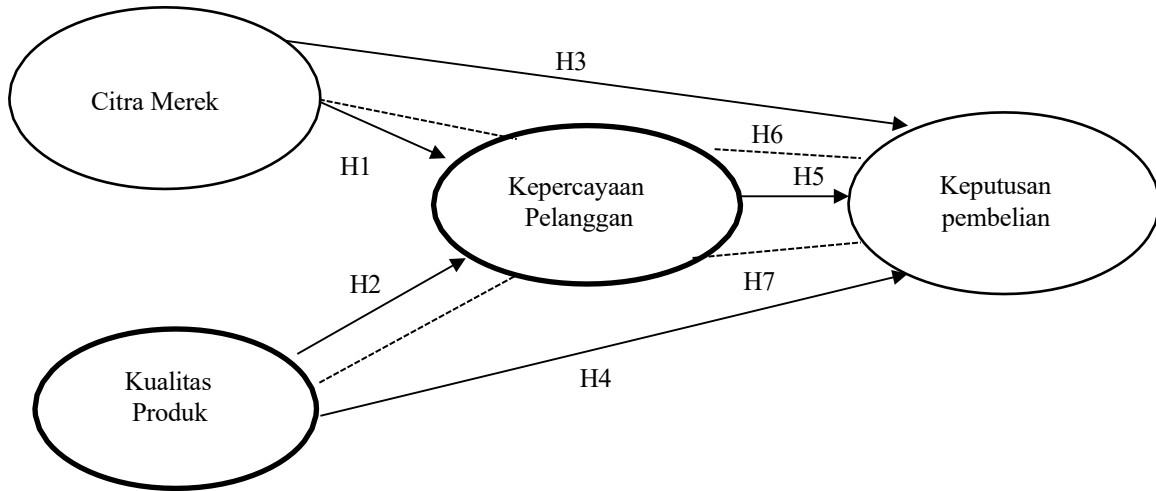 H3
Citra Merek
H6
H1
H5
Kepercayaan
Pelanggan
Keputusan
pembelian
H2
H7
Kualitas
Produk
H4